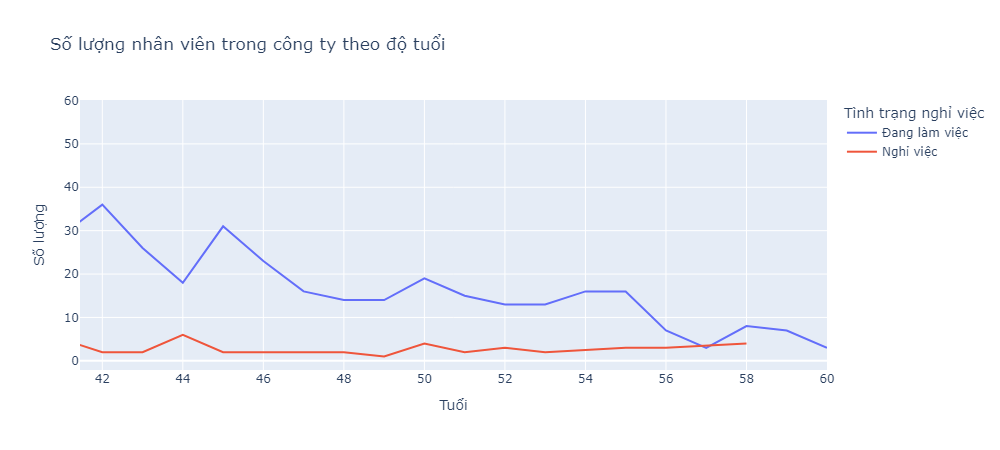 Số lượng nhân viên trong công ty theo độ tuổi
60
50
40
30
20
10
0
Số lượng
42 44 46 48 50 52 54 56 58 60
Tuổi
Tình trạng nghỉ việc
Đang làm việc
Nghỉ việc